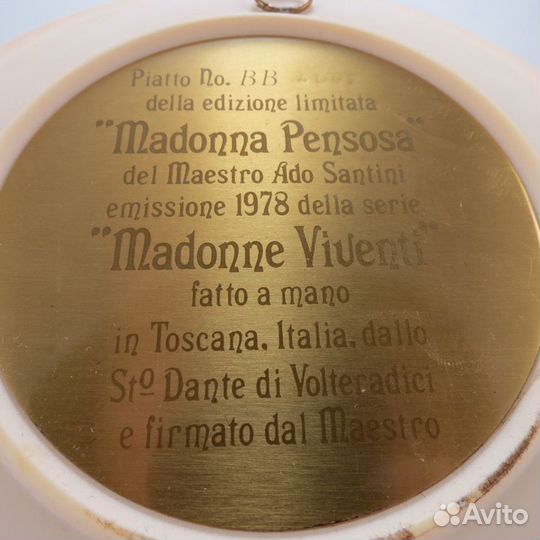 Piatto No. BB
della edizione limitata
"Madonna Pensosa"
del Maestro Ado Santini
emissione 1978 della serie
"Madonne Viventi"
fatto a mano
in Toscana, Italia, dallo
Stº Dante di Volteradici
e firmato dal Maestro
Avito